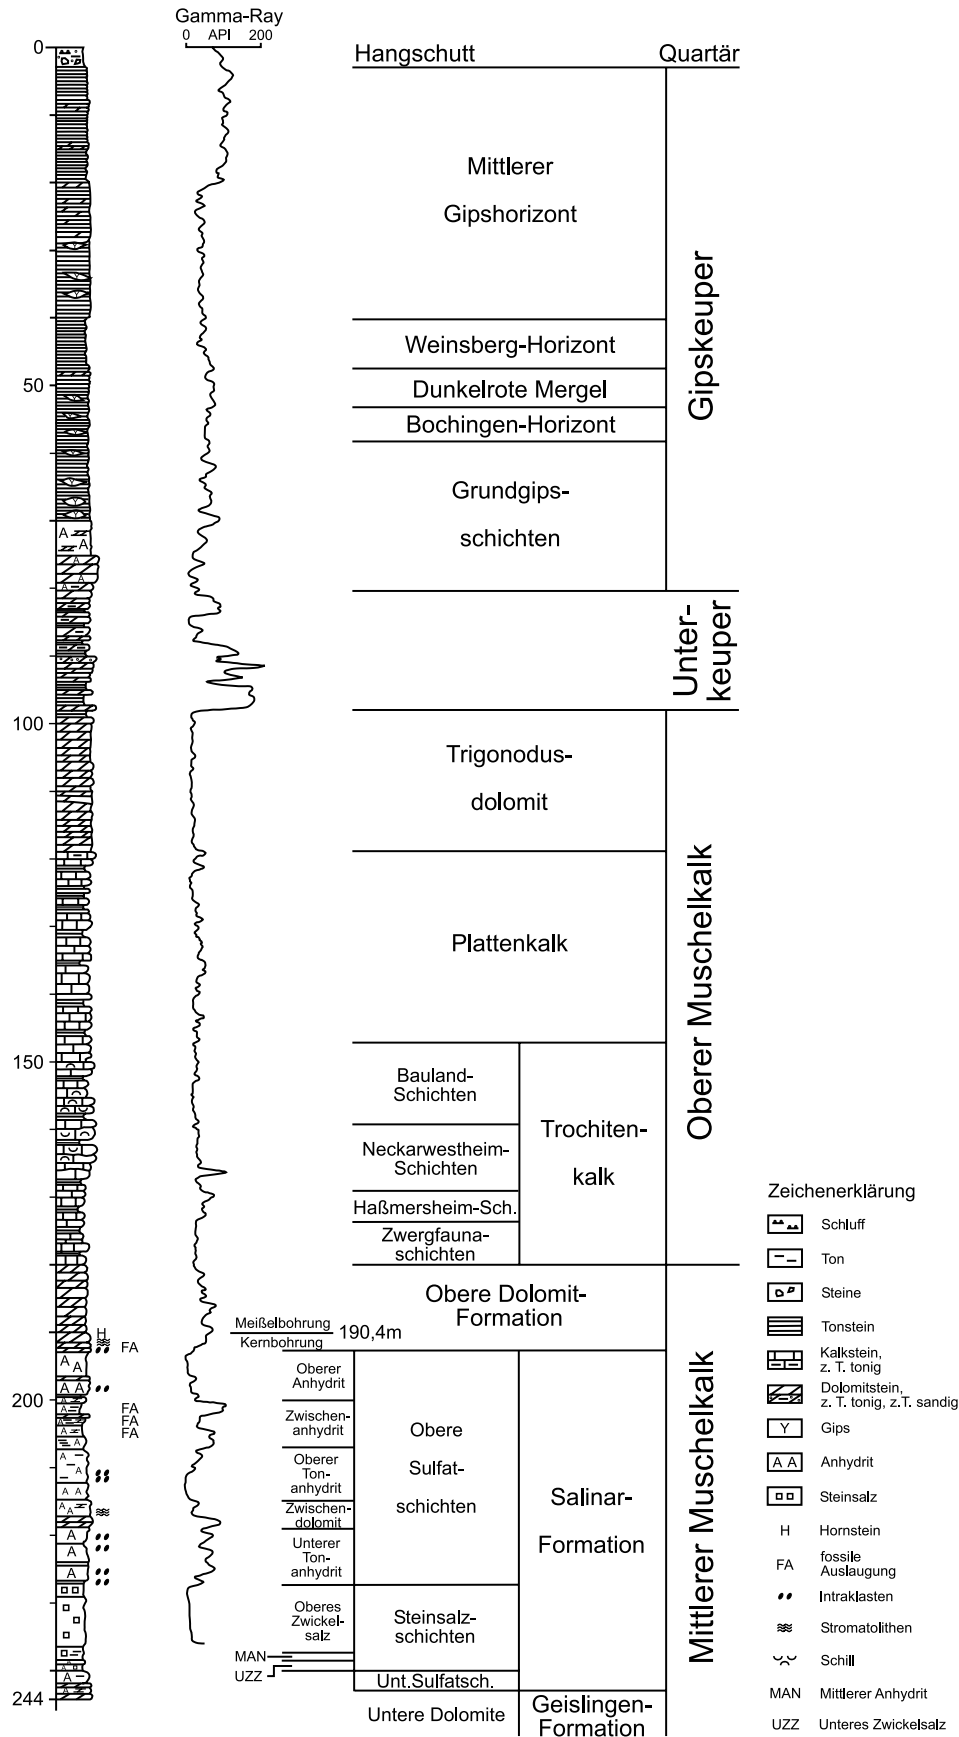 Gamma-Ray
0 API 200
Hangschutt
Quartär
0
Mittlerer
Gipshorizont
Weinsberg-Horizont
50
Dunkelrote Mergel
Bochingen-Horizont
Grundgips-
schichten
Gipskeuper
A
A
A
A
A
Unter-
keuper
100
Trigonodus-
dolomit
Plattenkalk
150
Bauland-
Schichten
Neckarwestheim-
Schichten
Haßmersheim-Sch.
Zwergfauna-
schichten
Trochiten-
kalk
Oberer Muschelkalk
Obere Dolomit-
Formation
Meißelbohrung
Kernbohrung
190,4m
H
FA
200
FA
FA
FA
Oberer
Anhydrit
Zwischen-
anhydrit
Oberer
Ton-
anhydrit
Zwischen-
dolomit
Unterer
Ton-
anhydrit
Obere
Sulfat-
schichten
Oberes
Zwickel-
salz
Steinsalz-
schichten
MAN
UZZ
Unt.Sulfatsch.
Salinar-
Formation
244
Untere Dolomite
Geislingen-
Formation
Mittlerer Muschelkalk
Zeichenerklärung
Schluff
Ton
Steine
Tonstein
Kalkstein,
z. T. tonig
Dolomitstein,
z. T. tonig, z.T. sandig
Y Gips
A A Anhydrit
Steinsalz
H Hornstein
FA fossile
Auslaugung
Intraklasten
Stromatolithen
Schill
MAN Mittlerer Anhydrit
UZZ Unteres Zwickelsalz